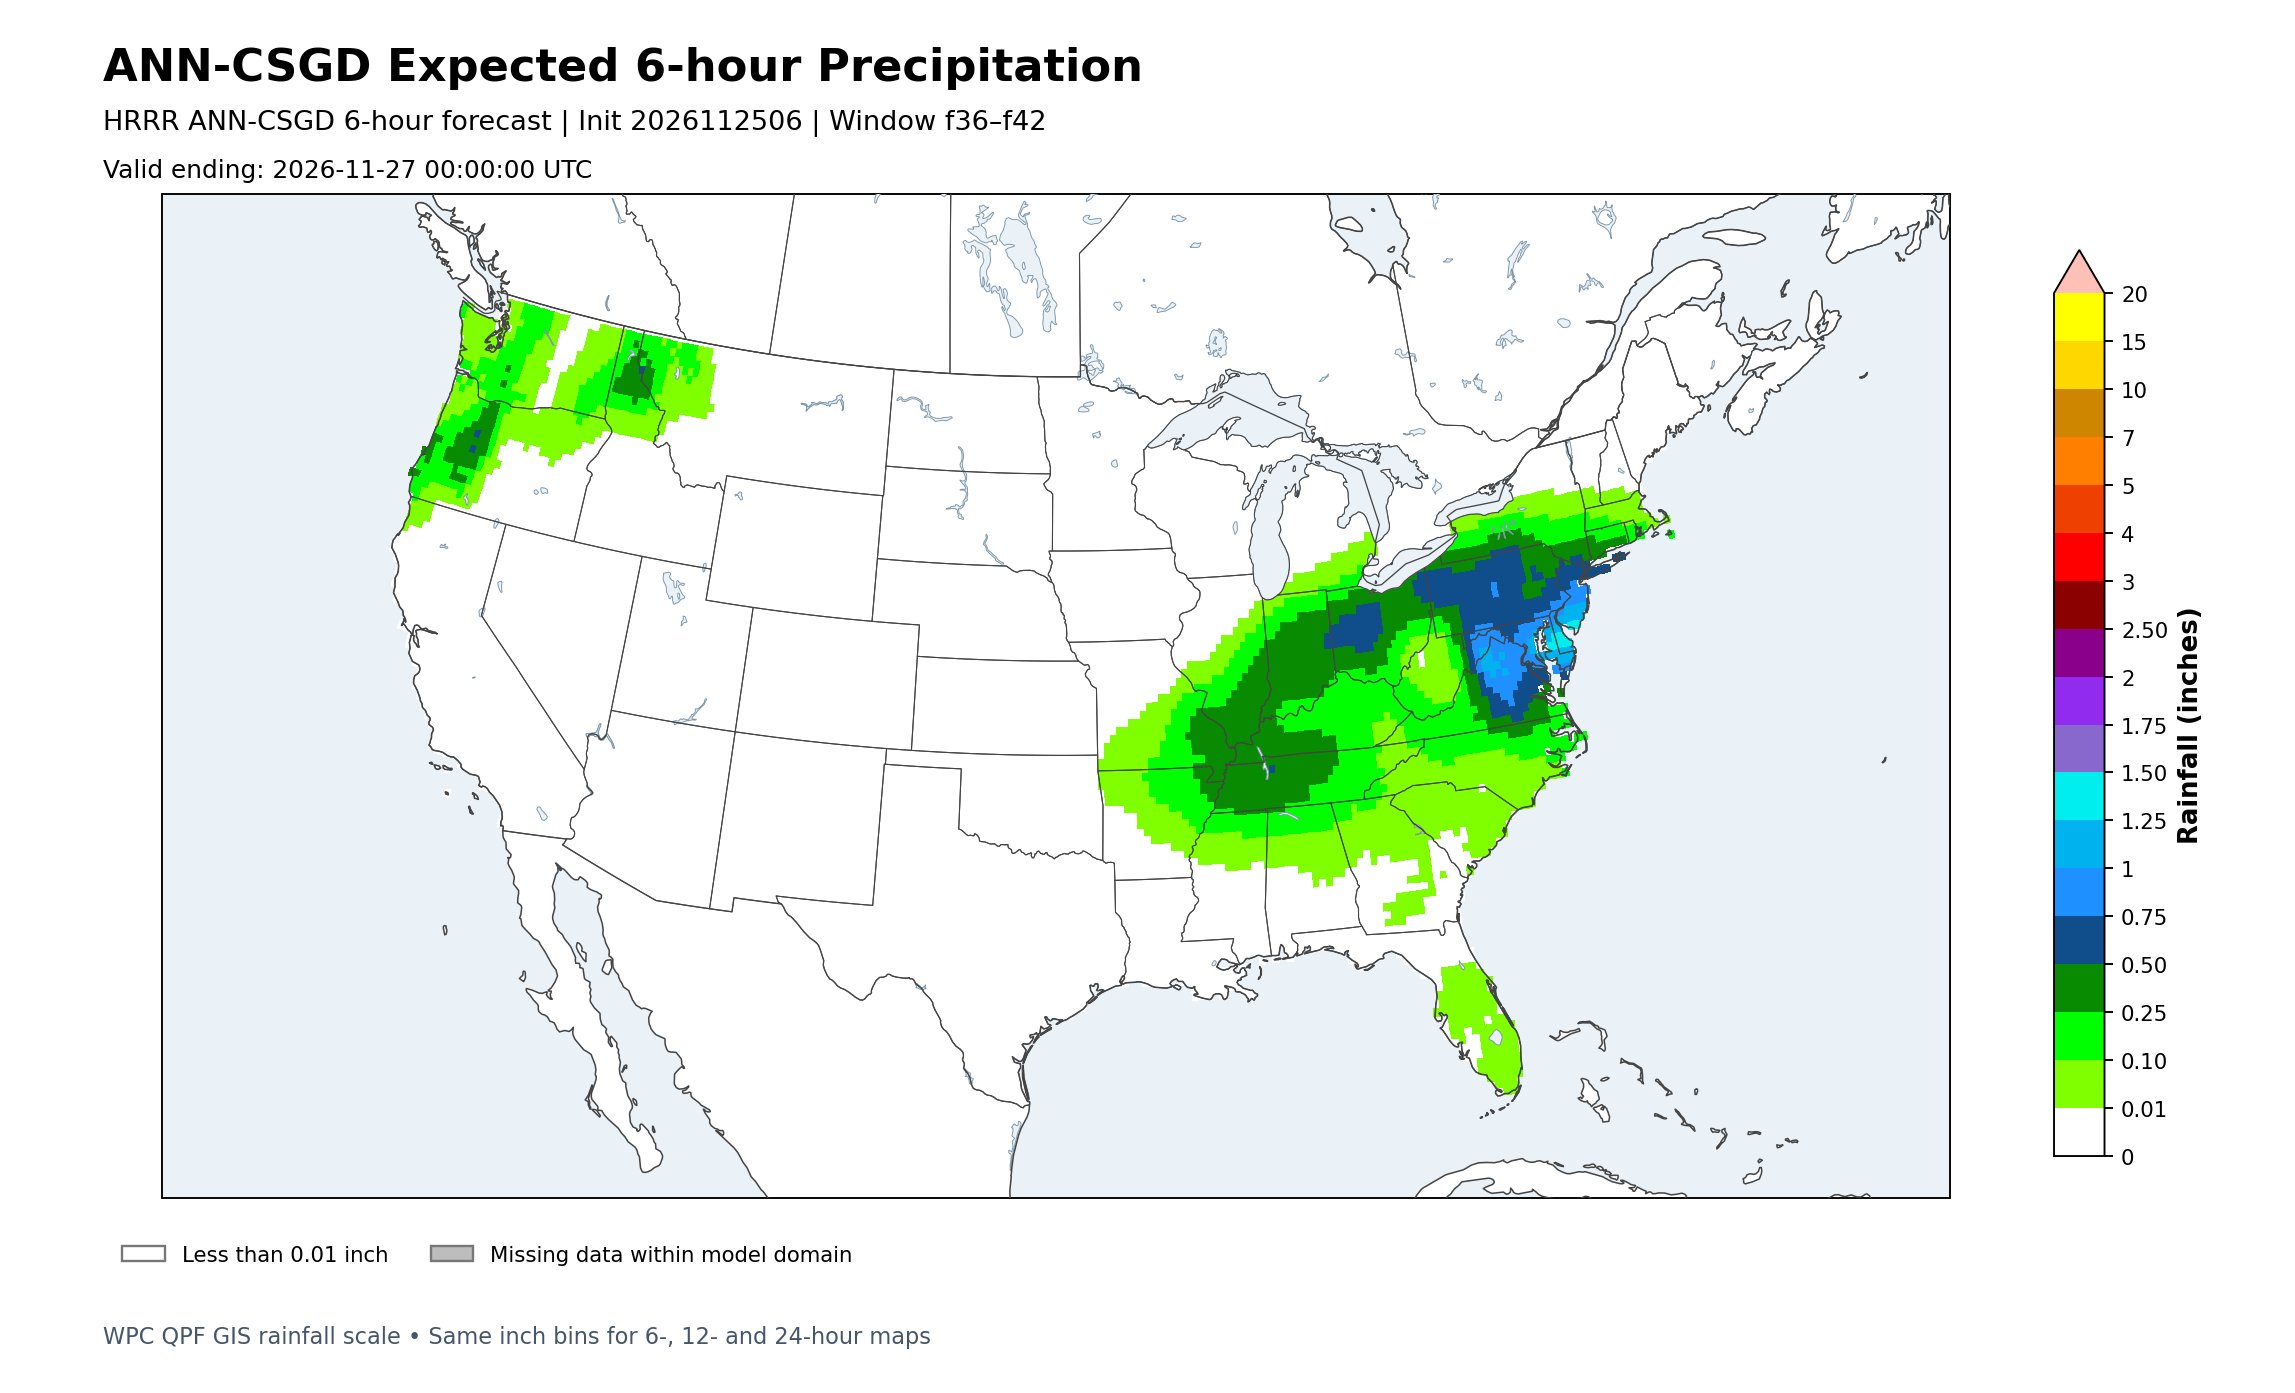 ANN-CSGD Expected 6-hour Precipitation
HRRR ANN-CSGD 6-hour forecast | Init 2026112506 | Window f36–f42
Valid ending: 2026-11-27 00:00:00 UTC
20
15
10
7
5
4
3
2.50
2
1.75
1.50
1.25
1
0.75
0.50
0.25
0.10
0.01
0
Rainfall (inches)
Less than 0.01 inch
Missing data within model domain
WPC QPF GIS rainfall scale • Same inch bins for 6-, 12- and 24-hour maps